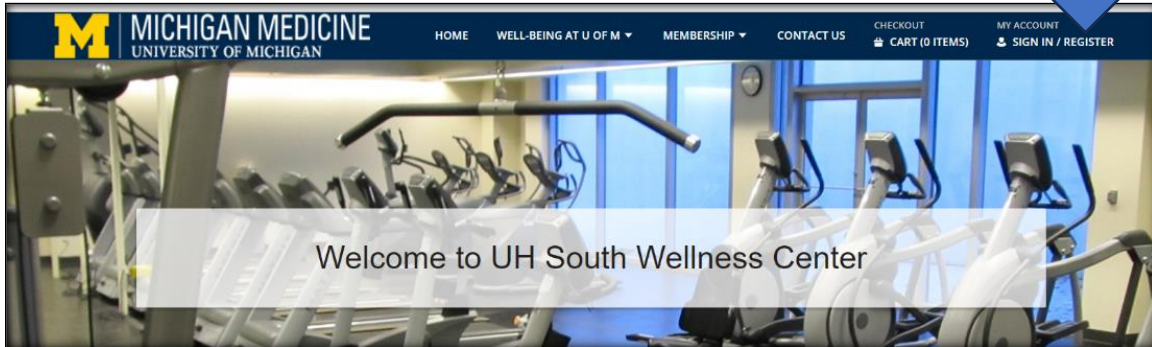 M MICHIGAN MEDICINE
UNIVERSITY OF MICHIGAN
HOME WELL-BEING AT U OF M MEMBERSHIP CONTACT US
CHECKOUT
CART (0 ITEMS)
MY ACCOUNT
SIGN IN / REGISTER
Welcome to UH South Wellness Center